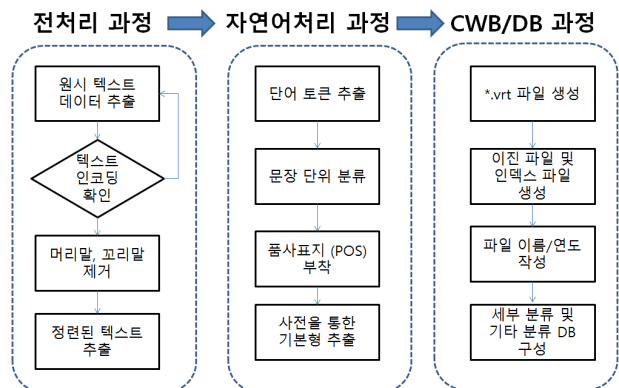 전처리 과정
자연어처리 과정
CWB/DB 과정
원시 텍스트
데이터 추출
텍스트
인코딩
확인
머리말, 꼬리말
제거
정련된 텍스트
추출
단어 토큰 추출
문장 단위 분류
품사표지 (POS)
부착
사전을 통한
기본형 추출
*.vrt 파일 생성
이진 파일 및
인덱스 파일
생성
파일 이름/연도
작성
세부 분류 및
기타 분류 DB
구성